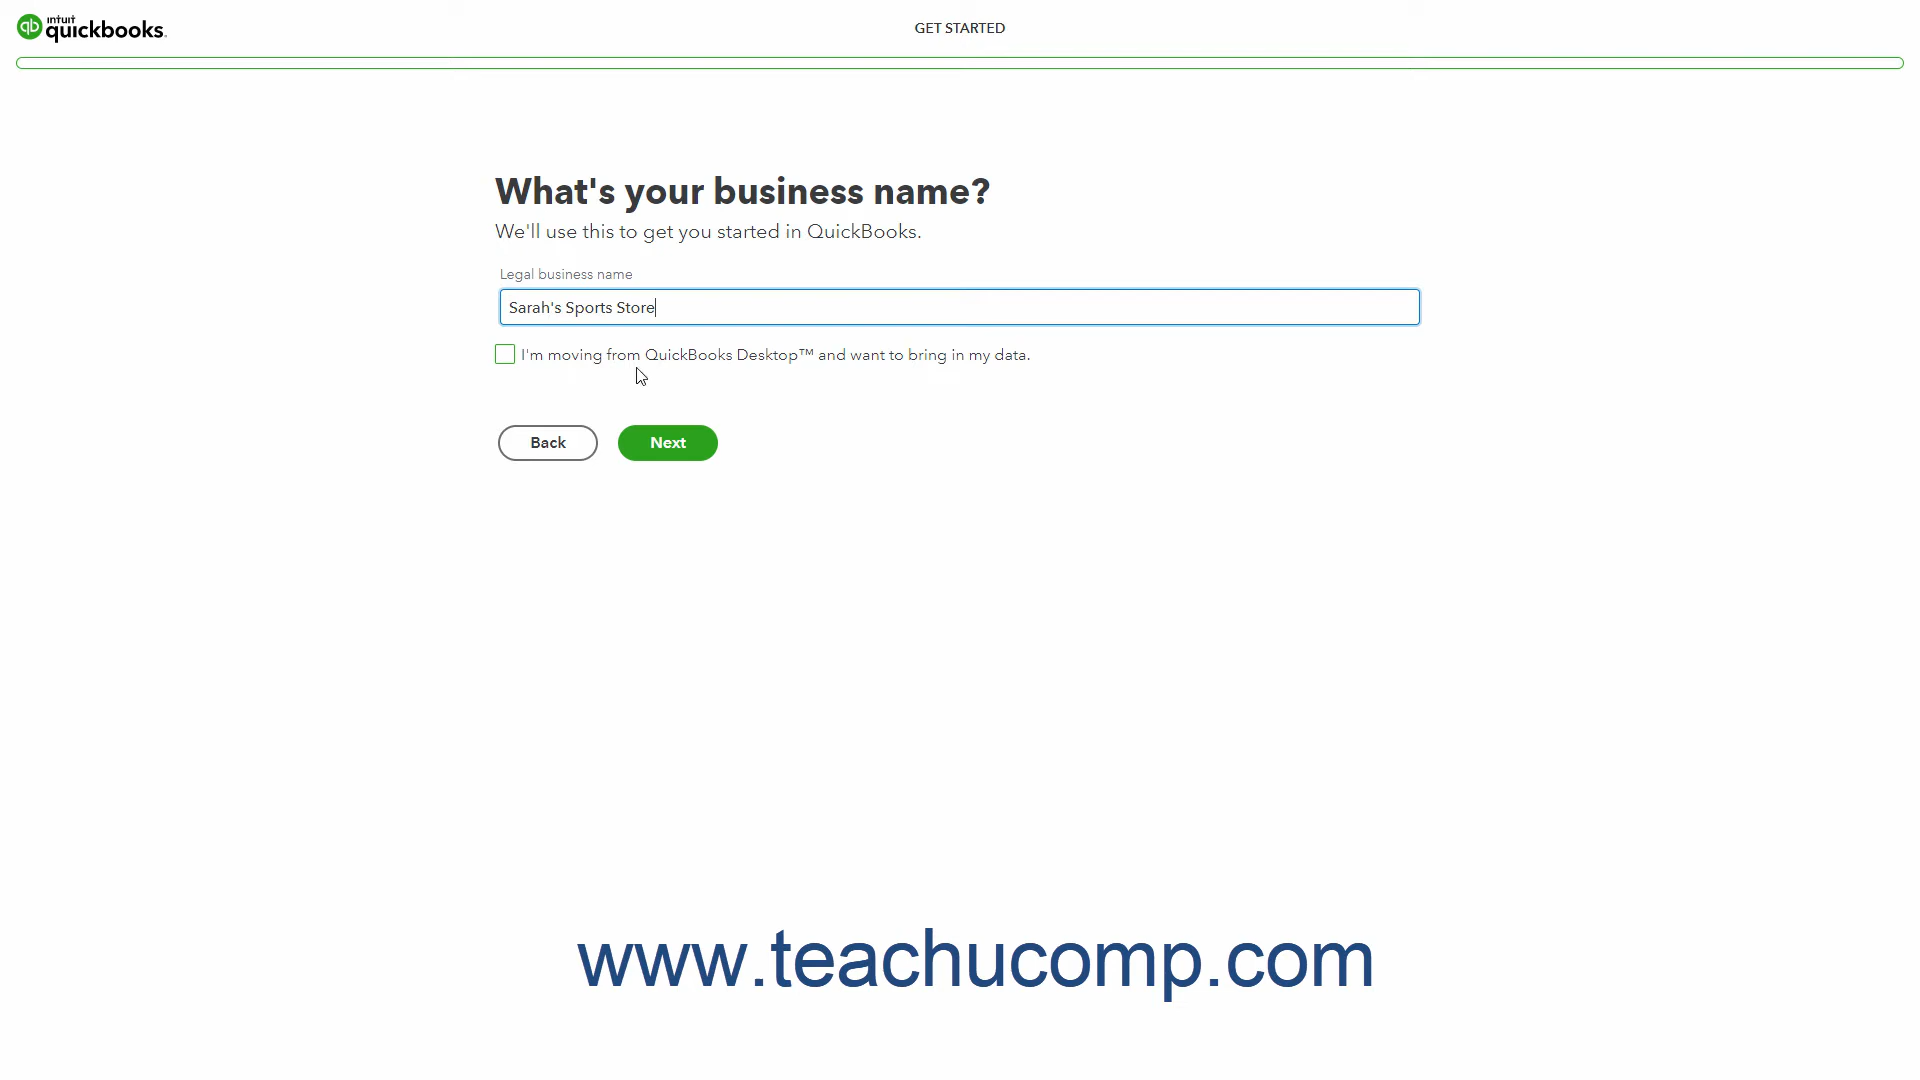 intuit
quickbooks.
GET STARTED
What's your business name?
We'll use this to get you started in QuickBooks.
Legal business name
Sarah's Sports Store
I'm moving from QuickBooks Desktop™ and want to bring in my data.
Back
Next
www.teachucomp.com